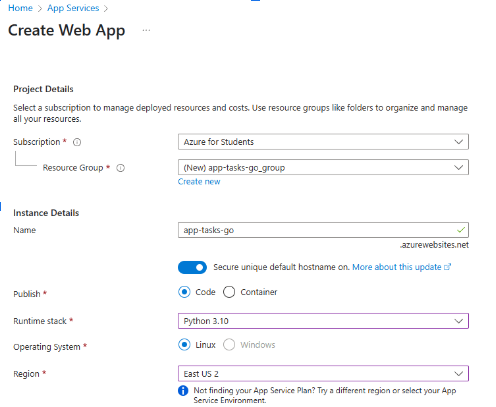 Home > App Services >
Create Web App ...
Project Details
Select a subscription to manage deployed resources and costs. Use resource groups like folders to organize and manage
all your resources.
Subscription *
Azure for Students
Resource Group *
(New) app-tasks-go_group
Create new
Instance Details
Name
app-tasks-go
.azurewebsites.net
Secure unique default hostname on. More about this update
Publish *
Code Container
Runtime stack *
Python 3.10
Operating System *
Linux Windows
Region *
East US 2
Not finding your App Service Plan? Try a different region or select your App
Service Environment.